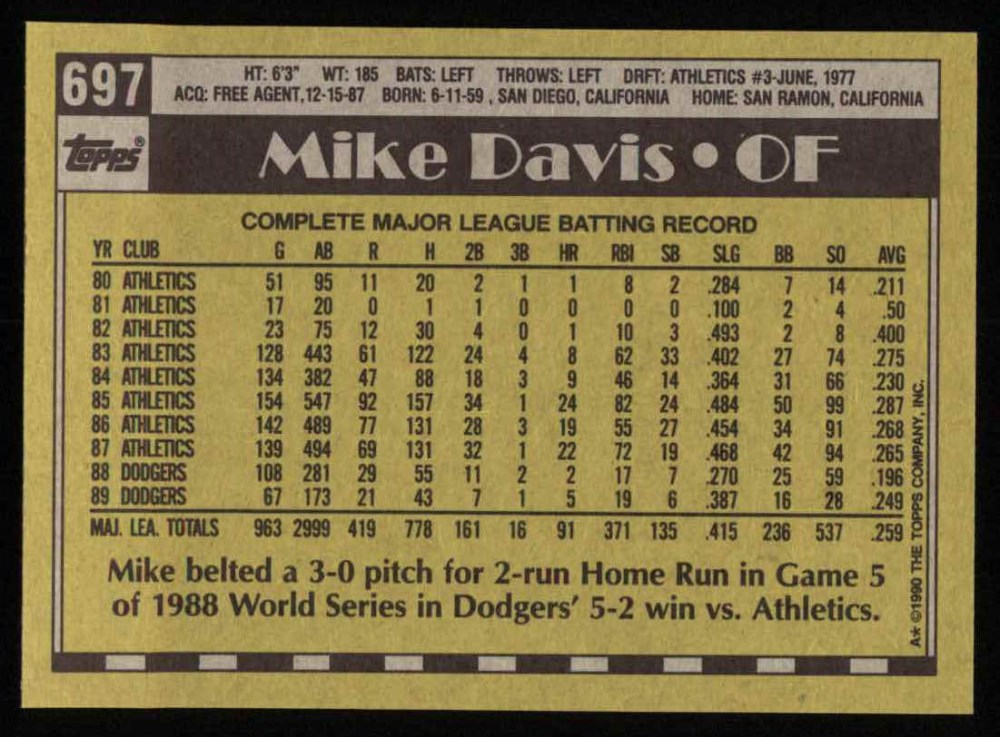 697
HT: 6'3" WT: 185 BATS: LEFT THROWS: LEFT DRFT: ATHLETICS #3-JUNE, 1977
ACQ: FREE AGENT, 12-15-87 BORN: 6-11-59 , SAN DIEGO, CALIFORNIA HOME: SAN RAMON, CALIFORNIA
topps®
Mike Davis • OF
COMPLETE MAJOR LEAGUE BATTING RECORD
YR CLUB G AB R H 2B 3B HR RBI SB SLG BB SO AVG
80 ATHLETICS 51 95 11 20 2 1 1 8 2 .284 7 14 .211
81 ATHLETICS 17 20 0 1 1 0 0 0 0 .100 2 4 .50
82 ATHLETICS 23 75 12 30 4 0 1 10 3 .493 2 8 .400
83 ATHLETICS 128 443 61 122 24 4 8 62 33 .402 27 74 .275
84 ATHLETICS 134 382 47 88 18 3 9 46 14 .364 31 66 .230
85 ATHLETICS 154 547 92 157 34 1 24 82 24 .484 50 99 .287
86 ATHLETICS 142 489 77 131 28 3 19 55 27 .454 34 91 .268
87 ATHLETICS 139 494 69 131 32 1 22 72 19 .468 42 94 .265
88 DODGERS 108 281 29 55 11 2 2 17 7 .270 25 59 .196
89 DODGERS 67 173 21 43 7 1 5 19 6 .387 16 28 .249
MAJ. LEA. TOTALS 963 2999 419 778 161 16 91 371 135 .415 236 537 .259
Mike belted a 3-0 pitch for 2-run Home Run in Game 5
of 1988 World Series in Dodgers' 5-2 win vs. Athletics.
A* ©1990 THE TOPPS COMPANY, INC.